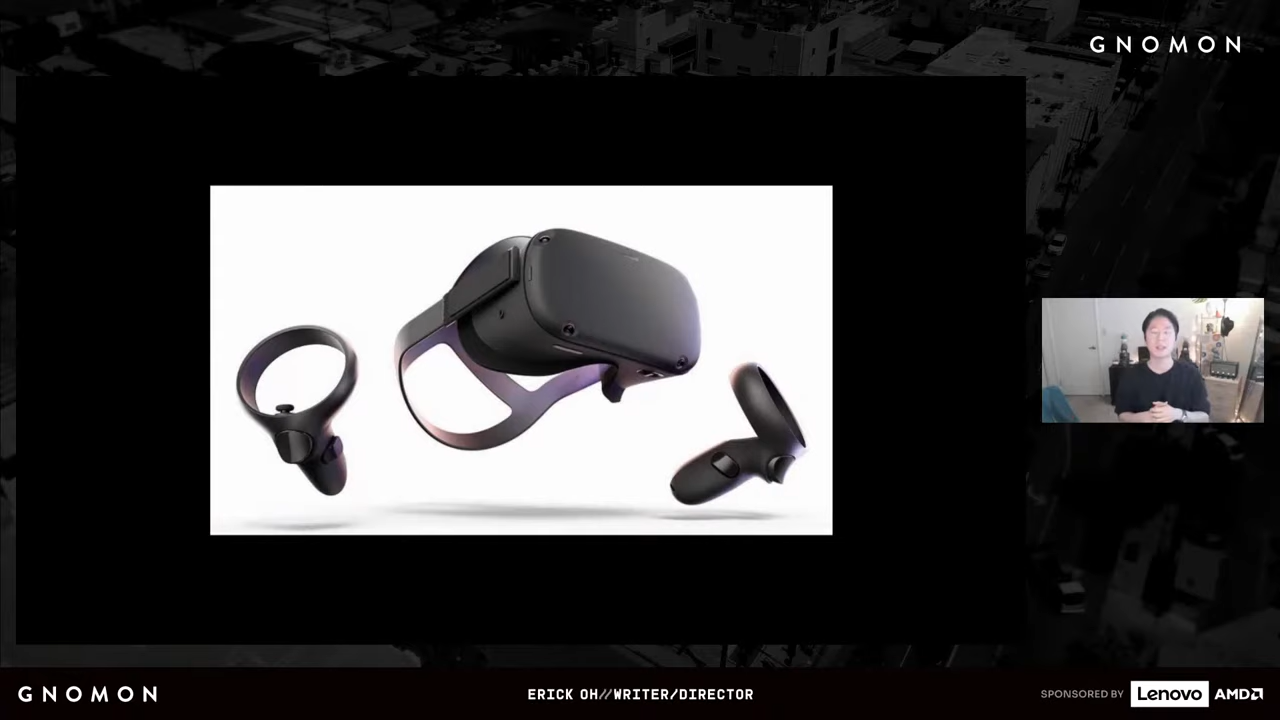 GNOMON
GNOMON
ERICK OH//WRITER/DIRECTOR
SPONSORED BY Lenovo AMD